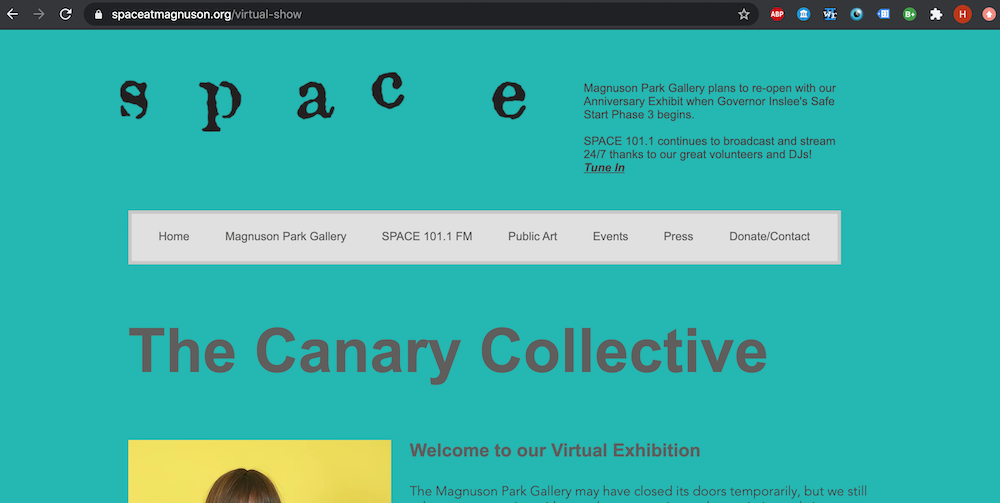 spaceatmagnuson.org/virtual-show
ABP
B+
H
space
Magnuson Park Gallery plans to re-open with our
Anniversary Exhibit when Governor Inslee's Safe
Start Phase 3 begins.
SPACE 101.1 continues to broadcast and stream
24/7 thanks to our great volunteers and DJs!
Tune In
Home Magnuson Park Gallery SPACE 101.1 FM Public Art Events Press Donate/Contact
The Canary Collective
Welcome to our Virtual Exhibition
The Magnuson Park Gallery may have closed its doors temporarily, but we still